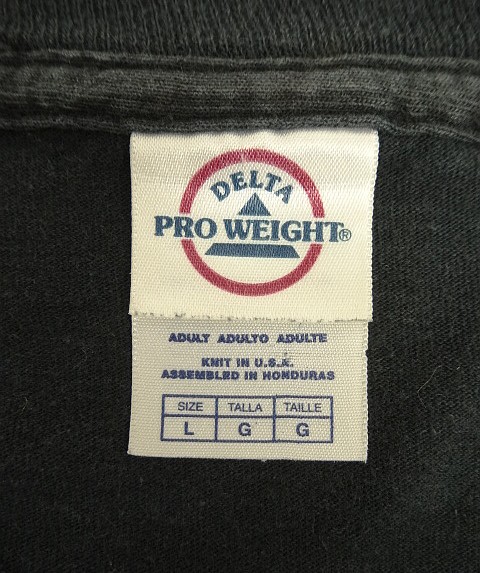 DELTA
PRO WEIGHT®
ADULT ADULTO ADULTE
KNIT IN U.S.A.
ASSEMBLED IN HONDURAS
SIZE TALLA TAILLE
L G G